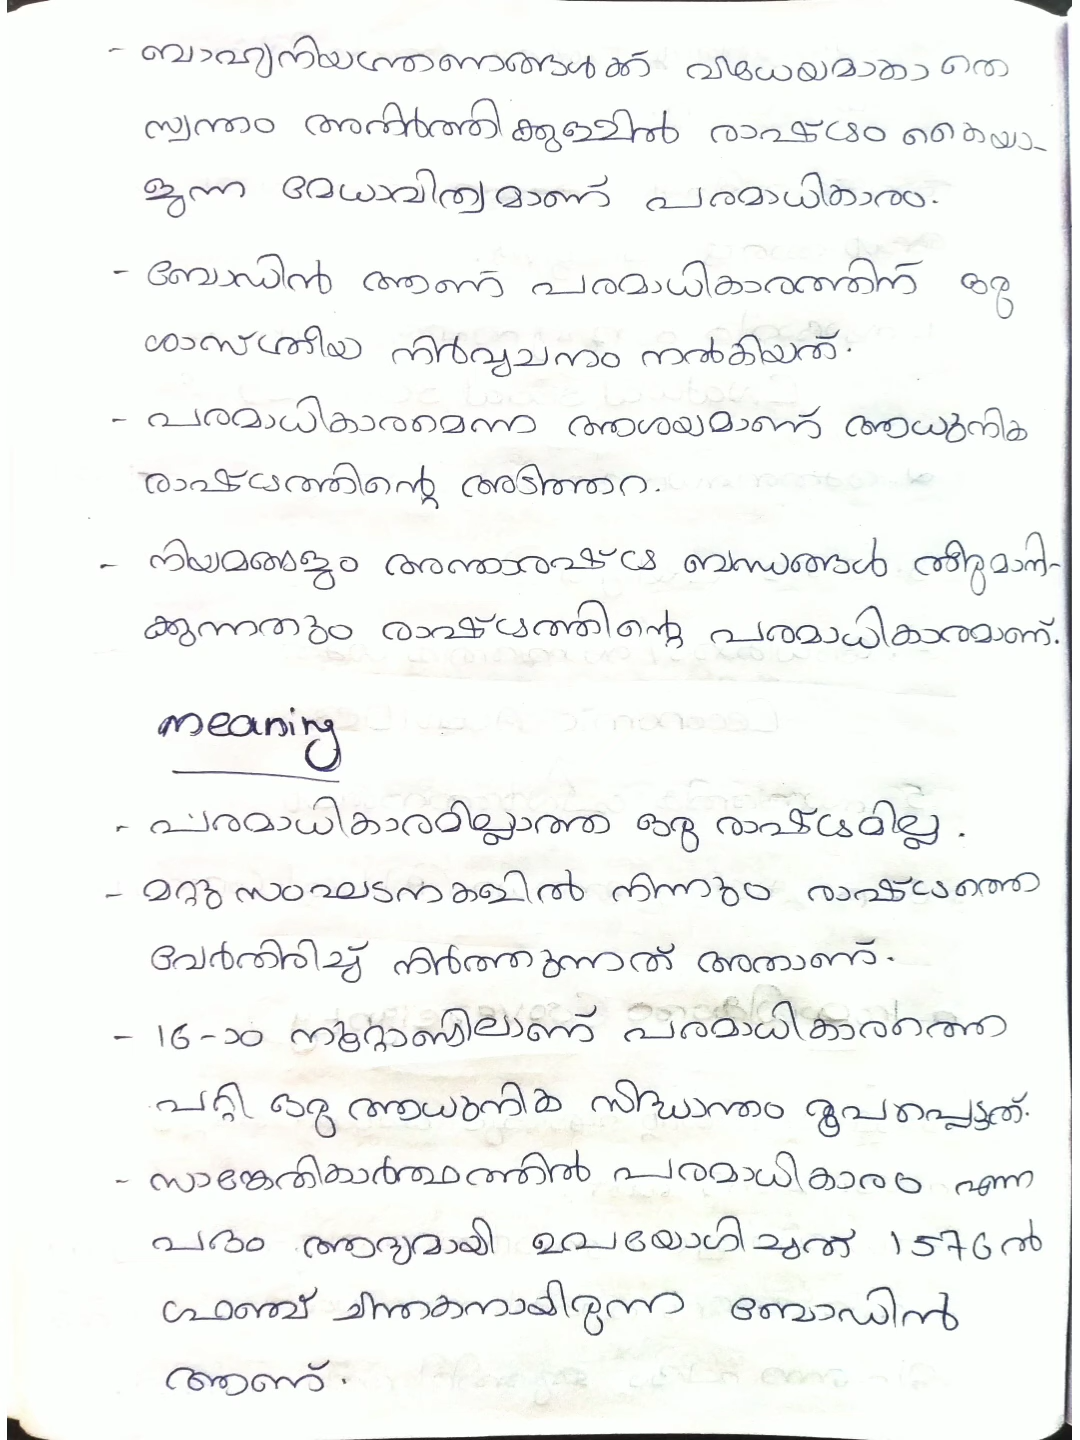 - ബാഹ്യനിയന്ത്രണങ്ങൾക്ക് വിധേയമാകാതെ
സ്വന്തം അതിർത്തിക്കുള്ളിൽ രാഷ്ട്രം കൈയാ-
ളുന്ന മേധാവിത്വമാണ് പരമാധികാരം.
- ബോഡിൻ ആണ് പരമാധികാരത്തിന് ഒരു
ശാസ്ത്രീയ നിർവ്വചനം നൽകിയത്.
- പരമാധികാരമെന്ന ആശയമാണ് ആധുനിക
രാഷ്ട്രത്തിന്റെ അടിത്തറ.
- നിയമങ്ങളും അന്താരാഷ്ട്ര ബന്ധങ്ങൾ തീരുമാനി-
ക്കുന്നതും രാഷ്ട്രത്തിന്റെ പരമാധികാരമാണ്.
meaning
- പരമാധികാരമില്ലാത്ത ഒരു രാഷ്ട്രമില്ല.
- മറ്റു സംഘടനകളിൽ നിന്നും രാഷ്ട്രത്തെ
വേർതിരിച്ച് നിർത്തുന്നത് അതാണ്.
- 16-ാം നൂറ്റാണ്ടിലാണ് പരമാധികാരത്തെ
പറ്റി ഒരു ആധുനിക സിദ്ധാന്തം രൂപപ്പെട്ടത്.
- സാങ്കേതികാർത്ഥത്തിൽ പരമാധികാരം എന്ന
പദം ആദ്യമായി ഉപയോഗിച്ചത് 1576ൽ
ഫ്രഞ്ച് ചിന്തകനായിരുന്ന ബോഡിൻ
ആണ്.